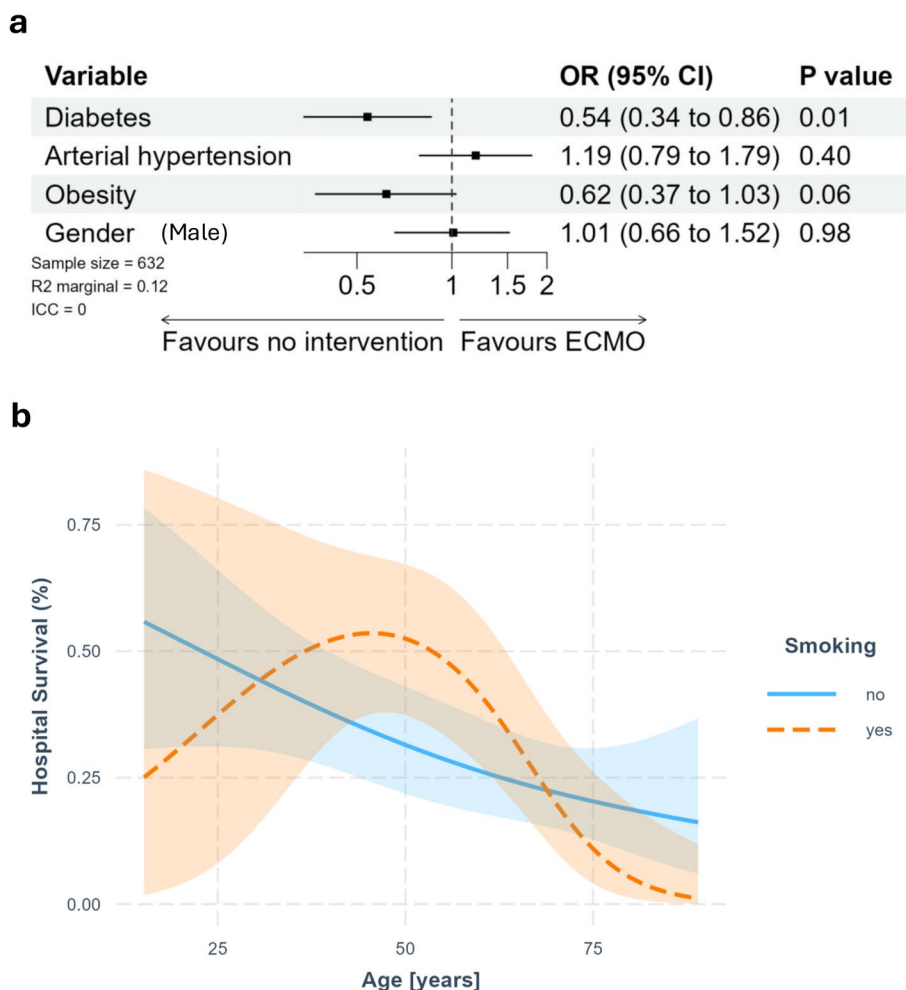 a
Variable OR (95% CI) P value
Diabetes 0.54 (0.34 to 0.86) 0.01
Arterial hypertension 1.19 (0.79 to 1.79) 0.40
Obesity 0.62 (0.37 to 1.03) 0.06
Gender (Male) 1.01 (0.66 to 1.52) 0.98
Sample size = 632
R2 marginal = 0.12
ICC = 0
0.5 1 1.5 2
Favours no intervention Favours ECMO
b
Hospital Survival (%)
0.75
0.50
0.25
0.00
25 50 75
Age [years]
Smoking
no
yes